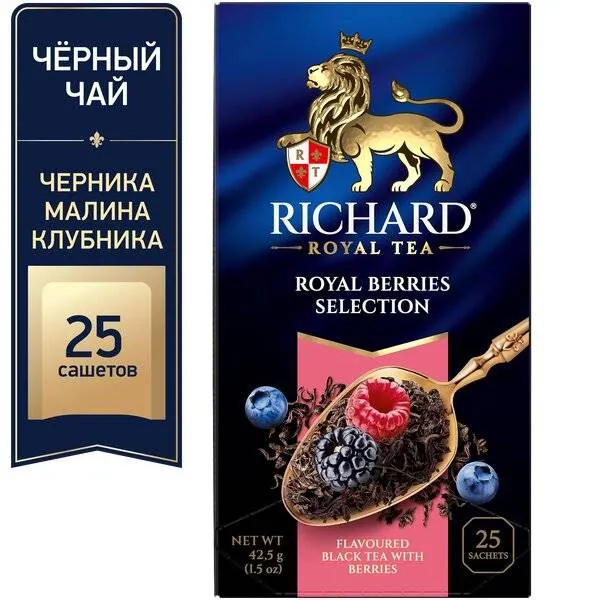 ЧЁРНЫЙ
ЧАЙ
ЧЕРНИКА
МАЛИНА
КЛУБНИКА
25
сашетов
R T
RICHARD®
ROYAL TEA
ROYAL BERRIES
SELECTION
NET WT
42,5 g
(1.5 oz)
FLAVOURED
BLACK TEA WITH
BERRIES
25
SACHETS